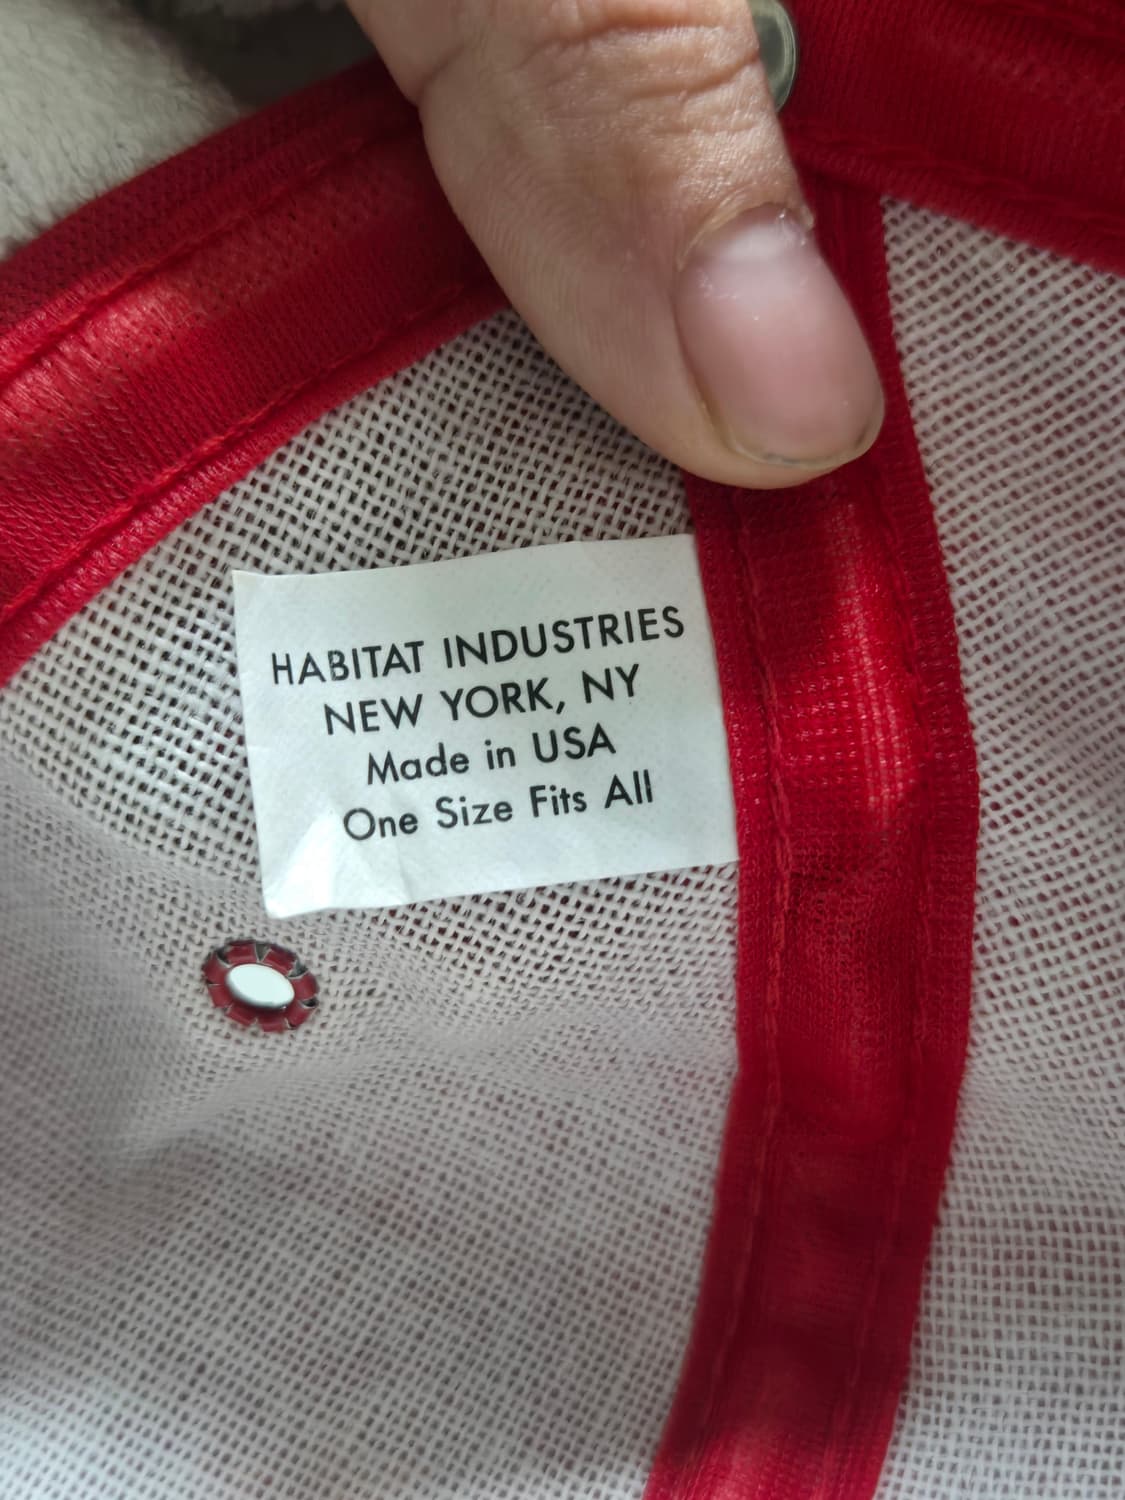 HABITAT INDUSTRIES
NEW YORK, NY
Made in USA
One Size Fits All